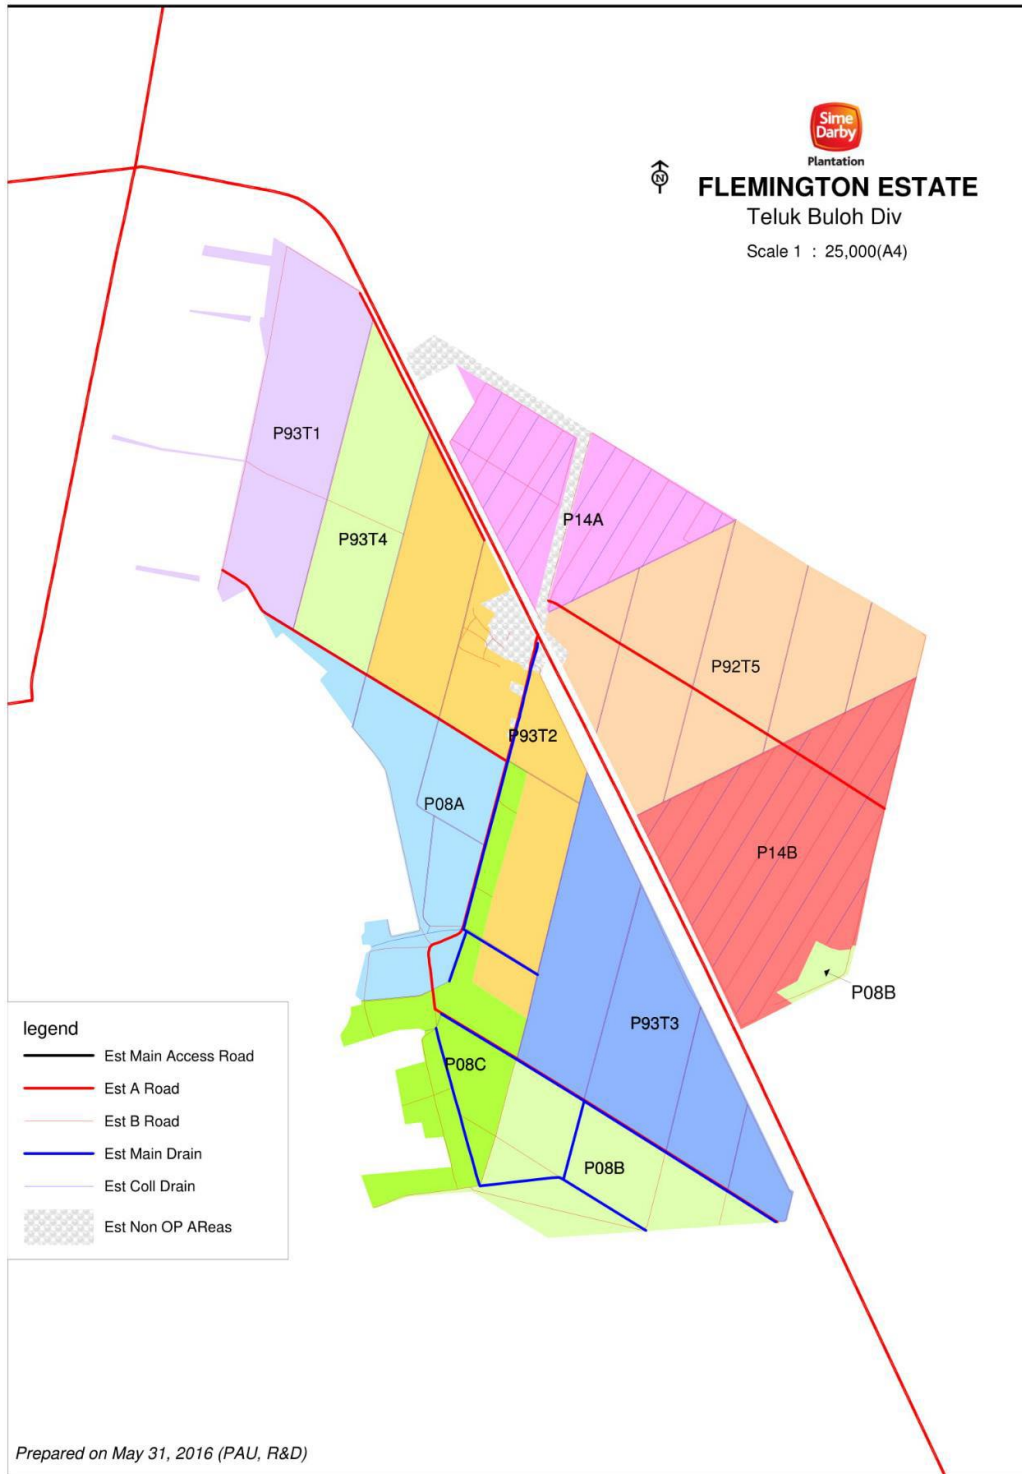 Sime
Darby
Plantation
N
FLEMINGTON ESTATE
Teluk Buloh Div
Scale 1 : 25,000(A4)
P93T1
P14A
P93T4
P92T5
P93T2
P08A
P14B
P08B
P93T3
P08C
P08B
legend
Est Main Access Road
Est A Road
Est B Road
Est Main Drain
Est Coll Drain
Est Non OP AReas
Prepared on May 31, 2016 (PAU, R&D)